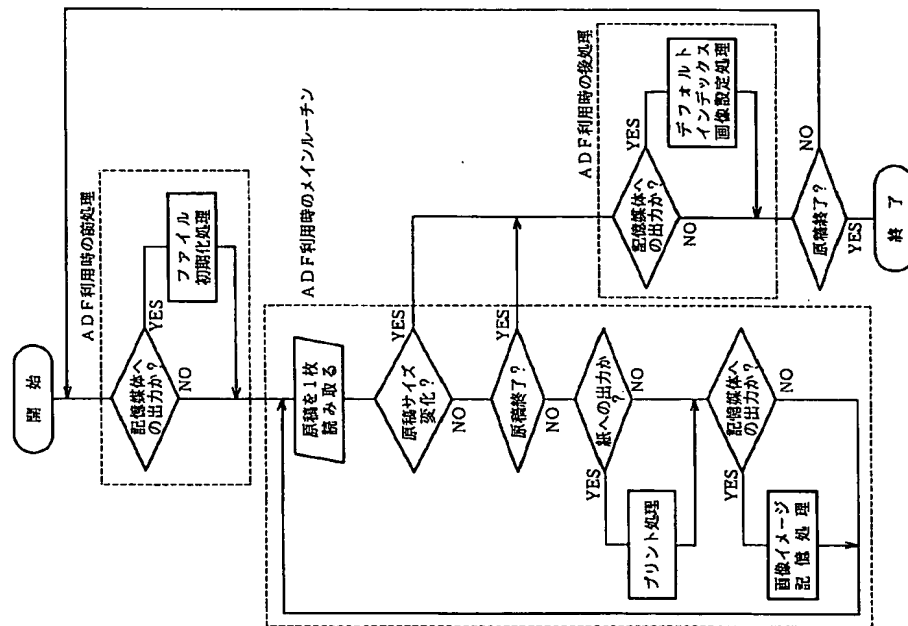 開始
ADF利用時の前処理
記憶媒体へ
の出力か？
YES
NO
ファイル
初期化処理
ADF利用時のメインルーチン
原稿を1枚
読み取る
原稿サイズ
変化？
YES
NO
原稿終了？
YES
NO
紙への出力か
？
YES
NO
プリント処理
記憶媒体へ
の出力か？
YES
NO
画像イメージ
記憶処理
ADF利用時の後処理
記憶媒体へ
の出力か？
YES
NO
デフォルト
インデックス
画像設定処理
原稿終了？
NO
YES
終了